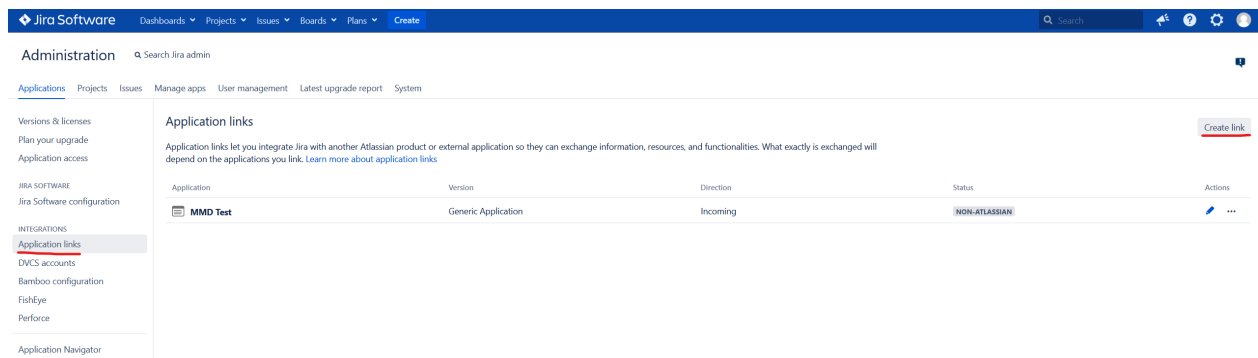 Jira Software Dashboards Projects Issues Boards Plans Create Search
Administration Search Jira admin
Applications Projects Issues Manage apps User management Latest upgrade report System
Versions & licenses
Plan your upgrade
Application access
JIRA SOFTWARE
Jira Software configuration
INTEGRATIONS
Application links
DVCS accounts
Bamboo configuration
FishEye
Perforce
Application Navigator
Application links
Create link
Application links let you integrate Jira with another Atlassian product or external application so they can exchange information, resources, and functionalities. What exactly is exchanged will
depend on the applications you link. Learn more about application links
Application Version Direction Status Actions
MMD Test Generic Application Incoming NON-ATLASSIAN